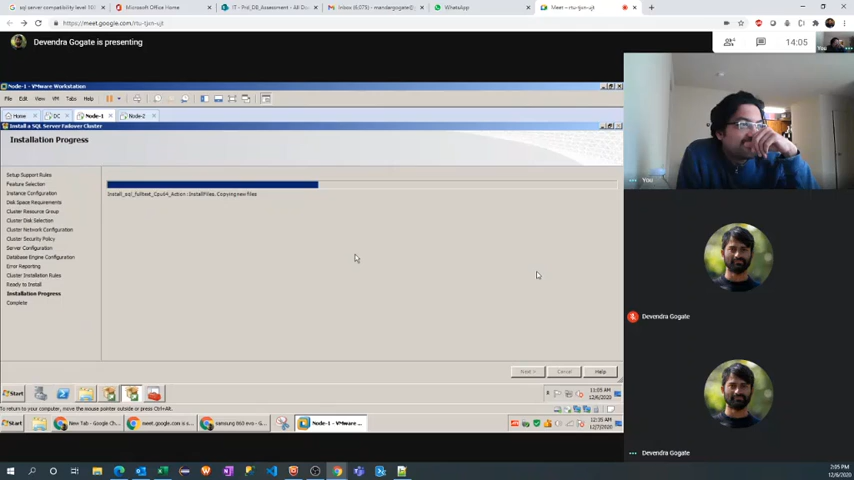 sql server compatibility level 10
Microsoft Office Home
IT - Prd_DB_Assessment - All Do
Inbox (6,075) - mandargogate@
WhatsApp
Meet - rtu-tjxn-ujt
https://meet.google.com/rtu-tjxn-ujt
Devendra Gogate is presenting
14:05
You
Node-1 - VMware Workstation
File Edit View VM Tabs Help
Home DC Node-1 Node-2
Install a SQL Server Failover Cluster
Installation Progress
Setup Support Rules
Feature Selection
Instance Configuration
Disk Space Requirements
Cluster Resource Group
Cluster Disk Selection
Cluster Network Configuration
Cluster Security Policy
Server Configuration
Database Engine Configuration
Error Reporting
Cluster Installation Rules
Ready to Install
Installation Progress
Complete
Install_sql_fulltext_Cpu64_Action : InstallFiles. Copying new files
Next >
Cancel
Help
You
Devendra Gogate
Devendra Gogate
Start
11:05 AM
12/6/2020
To return to your computer, move the mouse pointer outside or press Ctrl+Alt.
Start
New Tab - Google Ch...
meet.google.com is s...
samsung 860 evo - G...
Node-1 - VMware ...
12:35 AM
12/7/2020
2:05 PM
12/6/2020